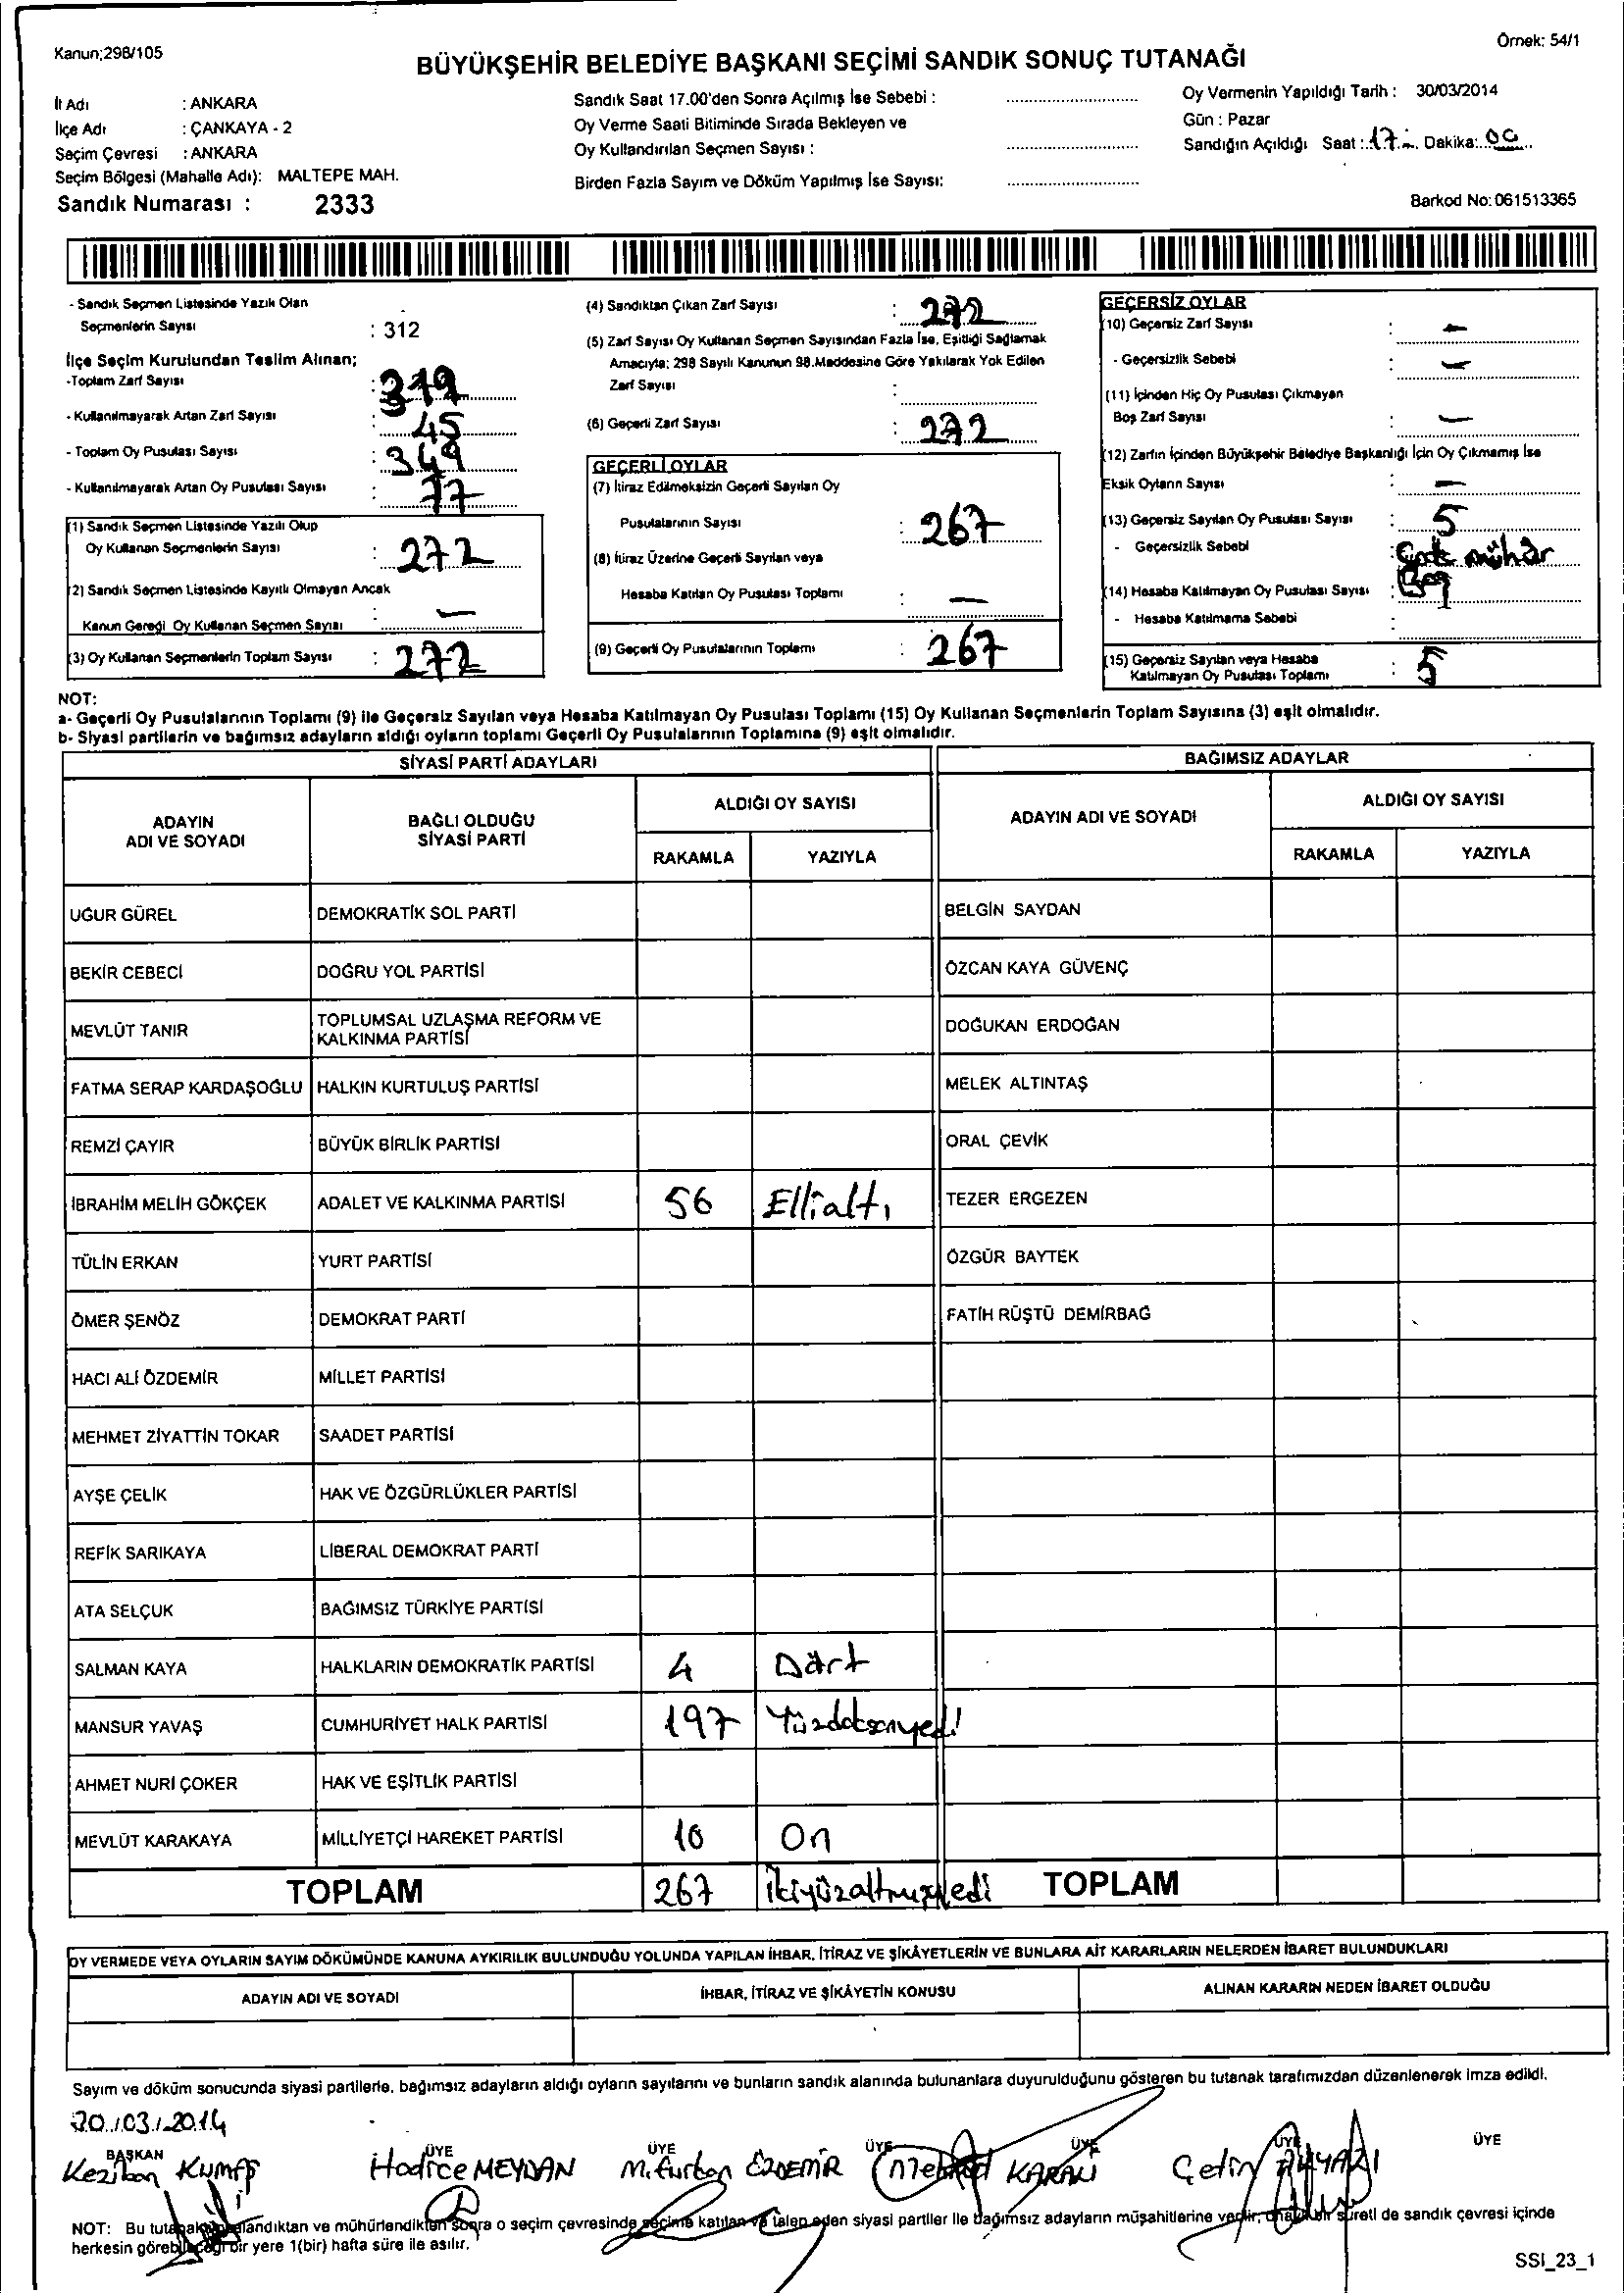 Kanun;298/105
Örnek: 54/1
BÜYÜKŞEHİR BELEDİYE BAŞKANI SEÇİMİ SANDIK SONUÇ TUTANAĞI
İl Adı : ANKARA
İlçe Adı : ÇANKAYA - 2
Seçim Çevresi : ANKARA
Seçim Bölgesi (Mahalle Adı): MALTEPE MAH.
Sandık Numarası : 2333
Sandık Saat 17.00'den Sonra Açılmış İse Sebebi :
Oy Verme Saati Bitiminde Sırada Bekleyen ve
Oy Kullandırılan Seçmen Sayısı :
Birden Fazla Sayım ve Döküm Yapılmış İse Sayısı:
Oy Vermenin Yapıldığı Tarih : 30/03/2014
Gün : Pazar
Sandığın Açıldığı Saat : 17 Dakika: 00
Barkod No:061513365
- Sandık Seçmen Listesinde Yazılı Olan
Seçmenlerin Sayısı : 312
İlçe Seçim Kurulundan Teslim Alınan;
-Toplam Zarf Sayısı :
- Kullanılmayarak Artan Zarf Sayısı : 45
- Toplam Oy Pusulası Sayısı : 349
- Kullanılmayarak Artan Oy Pusulası Sayısı : 77
(1) Sandık Seçmen Listesinde Yazılı Olup
Oy Kullanan Seçmenlerin Sayısı : 272
(2) Sandık Seçmen Listesinde Kayıtlı Olmayan Ancak
Kanun Gereği Oy Kullanan Seçmen Sayısı : —
(3) Oy Kullanan Seçmenlerin Toplam Sayısı : 272
(4) Sandıktan Çıkan Zarf Sayısı : 272
(5) Zarf Sayısı Oy Kullanan Seçmen Sayısından Fazla İse, Eşitliği Sağlamak
Amacıyla; 298 Sayılı Kanunun 98.Maddesine Göre Yakılarak Yok Edilen
Zarf Sayısı :
(6) Geçerli Zarf Sayısı : 272
GEÇERLİ OYLAR
(7) İtiraz Edilmeksizin Geçerli Sayılan Oy
Pusulalarının Sayısı : 267
(8) İtiraz Üzerine Geçerli Sayılan veya
Hesaba Katılan Oy Pusulası Toplamı : —
(9) Geçerli Oy Pusulalarının Toplamı : 267
GEÇERSİZ OYLAR
(10) Geçersiz Zarf Sayısı : —
- Geçersizlik Sebebi : —
(11) İçinden Hiç Oy Pusulası Çıkmayan
Boş Zarf Sayısı : —
(12) Zarfın İçinden Büyükşehir Belediye Başkanlığı İçin Oy Çıkmamış İse
Eksik Oyların Sayısı : —
(13) Geçersiz Sayılan Oy Pusulası Sayısı : 5
- Geçersizlik Sebebi : Çok mühür
Boş
(14) Hesaba Katılmayan Oy Pusulası Sayısı :
- Hesaba Katılmama Sebebi :
(15) Geçersiz Sayılan veya Hesaba
Katılmayan Oy Pusulası Toplamı : 5
NOT:
a- Geçerli Oy Pusulalarının Toplamı (9) ile Geçersiz Sayılan veya Hesaba Katılmayan Oy Pusulası Toplamı (15) Oy Kullanan Seçmenlerin Toplam Sayısına (3) eşit olmalıdır.
b- Siyasi partilerin ve bağımsız adayların aldığı oyların toplamı Geçerli Oy Pusulalarının Toplamına (9) eşit olmalıdır.
SİYASİ PARTİ ADAYLARI
BAĞIMSIZ ADAYLAR
ADAYIN ADI VE SOYADI
BAĞLI OLDUĞU SİYASİ PARTİ
ALDIĞI OY SAYISI
RAKAMLA YAZIYLA
ADAYIN ADI VE SOYADI
ALDIĞI OY SAYISI
RAKAMLA YAZIYLA
UĞUR GÜREL DEMOKRATİK SOL PARTİ BELGİN SAYDAN
BEKİR CEBECİ DOĞRU YOL PARTİSİ ÖZCAN KAYA GÜVENÇ
MEVLÜT TANIR TOPLUMSAL UZLAŞMA REFORM VE KALKINMA PARTİSİ DOĞUKAN ERDOĞAN
FATMA SERAP KARDAŞOĞLU HALKIN KURTULUŞ PARTİSİ MELEK ALTINTAŞ
REMZİ ÇAYIR BÜYÜK BİRLİK PARTİSİ ORAL ÇEVİK
İBRAHİM MELİH GÖKÇEK ADALET VE KALKINMA PARTİSİ 56 Ellialtı TEZER ERGEZEN
TÜLİN ERKAN YURT PARTİSİ ÖZGÜR BAYTEK
ÖMER ŞENÖZ DEMOKRAT PARTİ FATİH RÜŞTÜ DEMİRBAĞ
HACI ALİ ÖZDEMİR MİLLET PARTİSİ
MEHMET ZİYATTİN TOKAR SAADET PARTİSİ
AYŞE ÇELİK HAK VE ÖZGÜRLÜKLER PARTİSİ
REFİK SARIKAYA LİBERAL DEMOKRAT PARTİ
ATA SELÇUK BAĞIMSIZ TÜRKİYE PARTİSİ
SALMAN KAYA HALKLARIN DEMOKRATİK PARTİSİ 4 Dört
MANSUR YAVAŞ CUMHURİYET HALK PARTİSİ 197 Yüzdoksanyedi
AHMET NURİ ÇOKER HAK VE EŞİTLİK PARTİSİ
MEVLÜT KARAKAYA MİLLİYETÇİ HAREKET PARTİSİ 10 On
TOPLAM 267 İkiyüzaltmışyedi TOPLAM
OY VERMEDE VEYA OYLARIN SAYIM DÖKÜMÜNDE KANUNA AYKIRILIK BULUNDUĞU YOLUNDA YAPILAN İHBAR, İTİRAZ VE ŞİKÂYETLERİN VE BUNLARA AİT KARARLARIN NELERDEN İBARET BULUNDUKLARI
ADAYIN ADI VE SOYADI İHBAR, İTİRAZ VE ŞİKÂYETİN KONUSU ALINAN KARARIN NEDEN İBARET OLDUĞU
Sayım ve döküm sonucunda siyasi partilerle, bağımsız adayların aldığı oyların sayılarını ve bunların sandık alanında bulunanlara duyurulduğunu gösteren bu tutanak tarafımızdan düzenlenerek imza edildi.
30/03/2014
BAŞKAN ÜYE ÜYE ÜYE ÜYE ÜYE ÜYE
Keziban KUMAŞ Hadice MEYDAN M.Furkan ÖZDEMİR Mehmet KARALI Çetin
NOT: Bu tutanak onandıktan ve mühürlendikten sonra o seçim çevresinde seçime katılan ve talep eden siyasi partiler ile bağımsız adayların müşahitlerine verilir, onaylı bir sureti de sandık çevresi içinde
herkesin görebileceği bir yere 1(bir) hafta süre ile asılır.
SSI_23_1